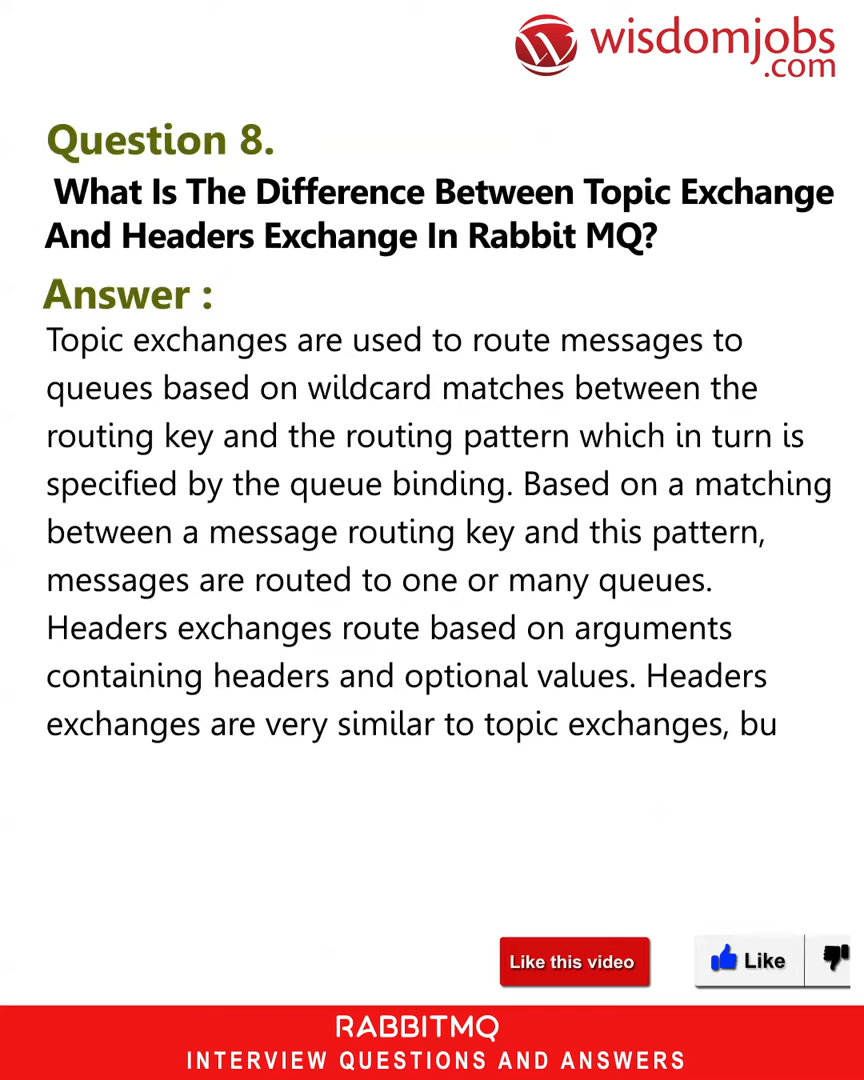 wisdomjobs
.com
Question 8.
What Is The Difference Between Topic Exchange
And Headers Exchange In Rabbit MQ?
Answer :
Topic exchanges are used to route messages to
queues based on wildcard matches between the
routing key and the routing pattern which in turn is
specified by the queue binding. Based on a matching
between a message routing key and this pattern,
messages are routed to one or many queues.
Headers exchanges route based on arguments
containing headers and optional values. Headers
exchanges are very similar to topic exchanges, bu
Like this video
Like
RABBITMQ
INTERVIEW QUESTIONS AND ANSWERS